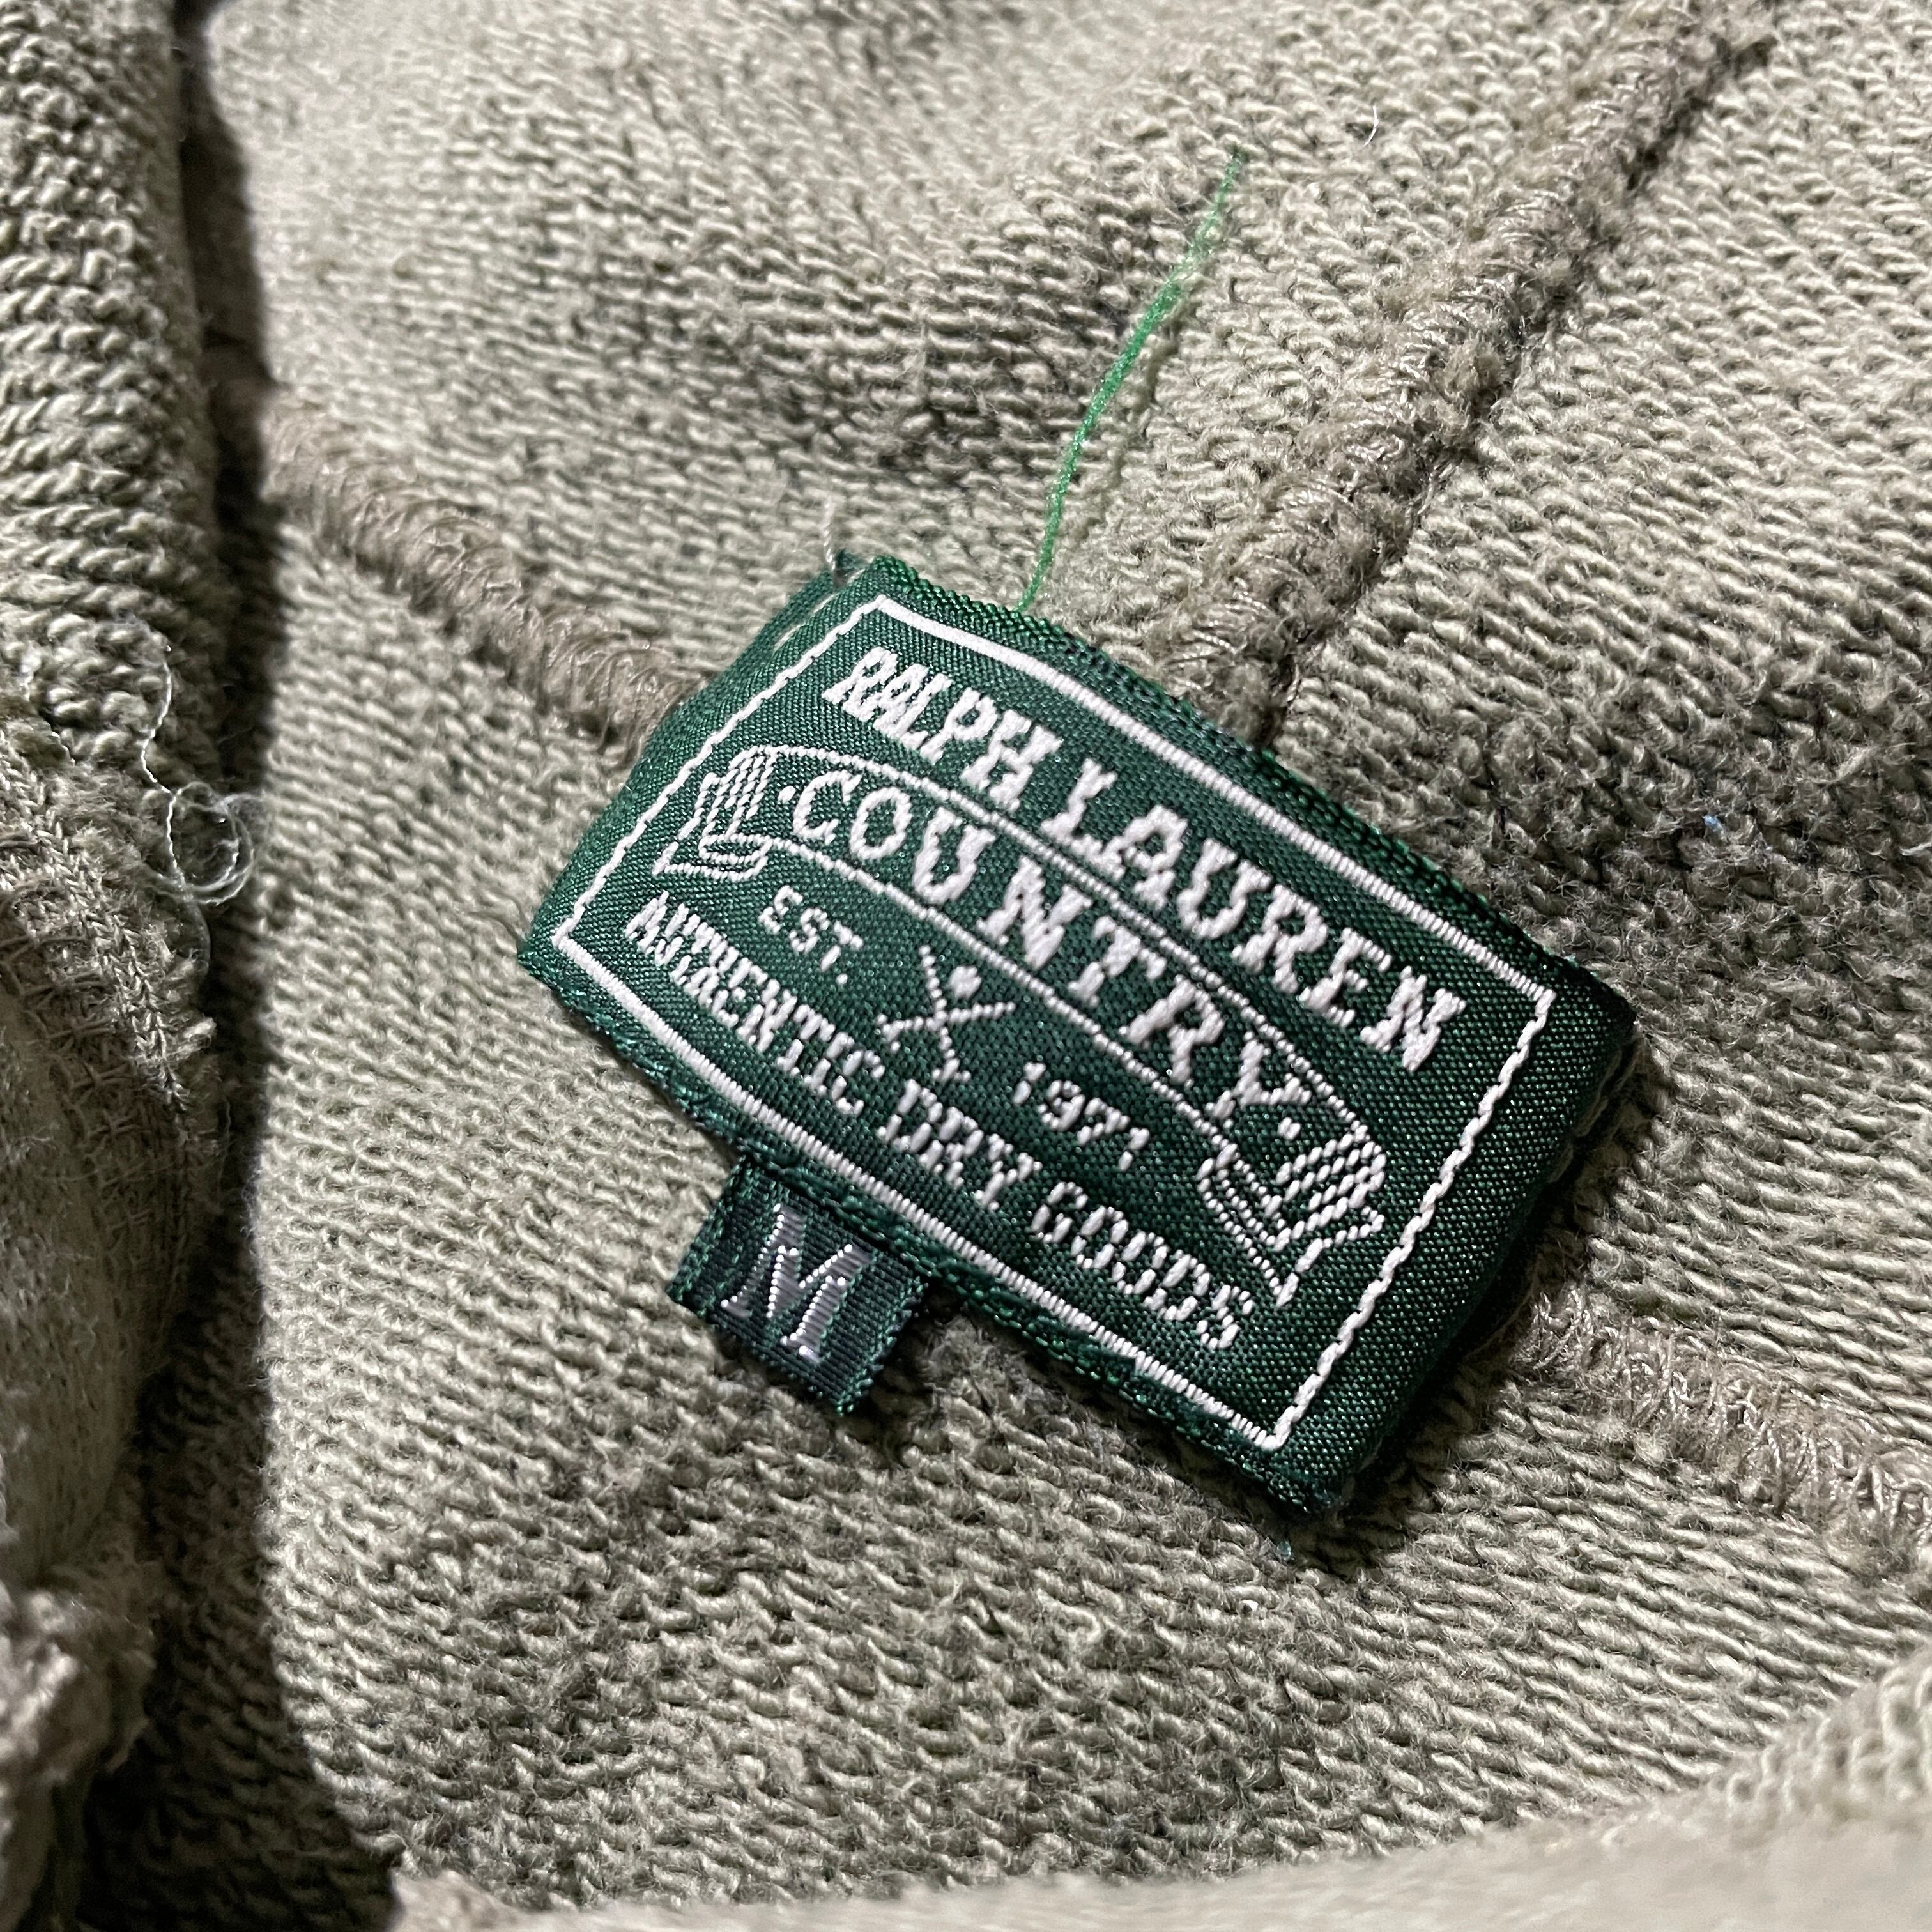 RALPH LAUREN
·COUNTRY·
EST. 1971
AUTHENTIC DRY GOODS
M